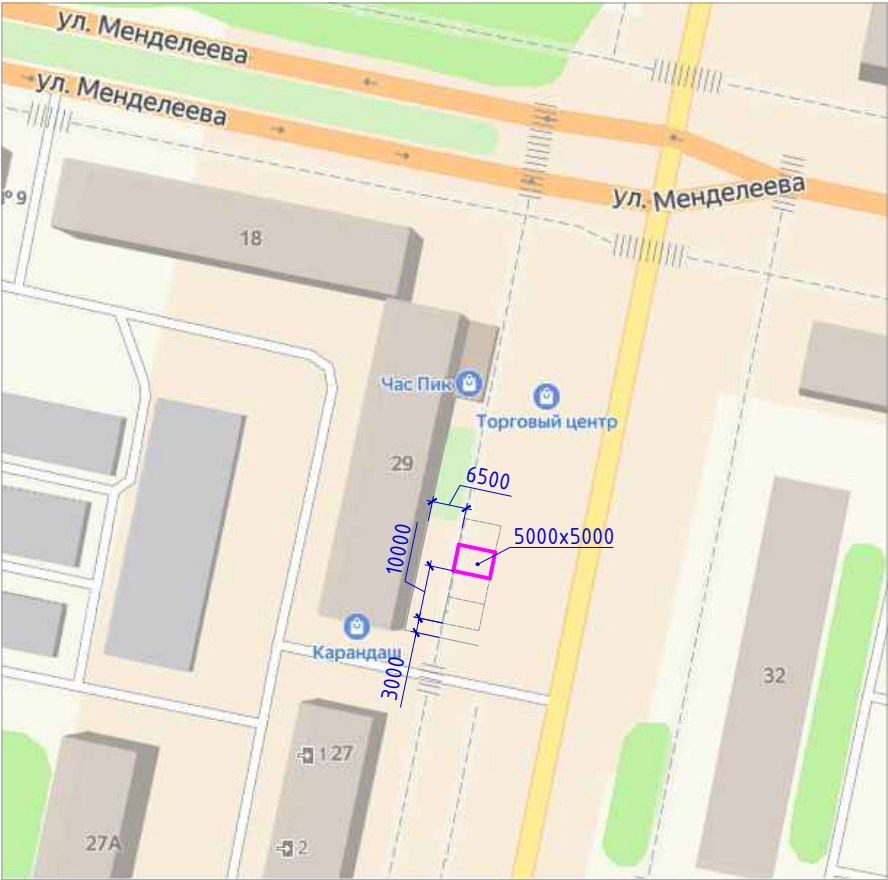 ул. Менделеева
ул. Менделеева
ул. Менделеева
№ 9
18
Час Пик
Торговый центр
29
6500
5000x5000
10000
Карандаш
3000
32
1 27
27А
2